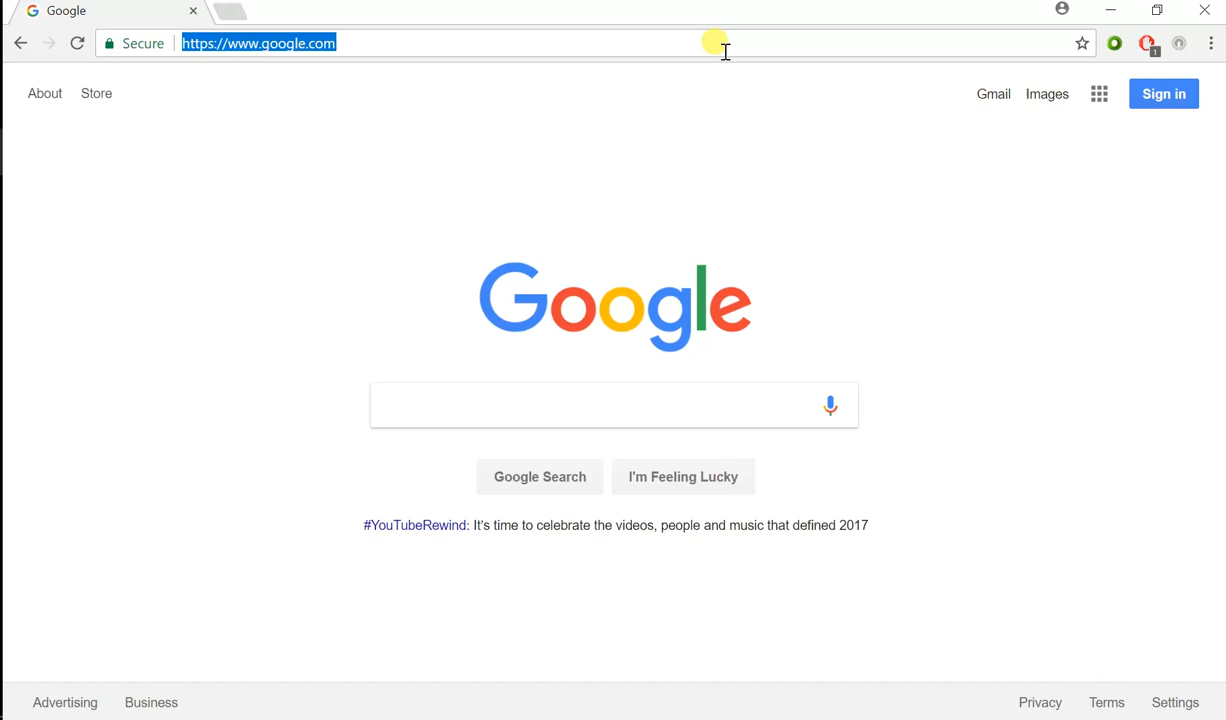 Google
Secure https://www.google.com
1
About Store Gmail Images Sign in
Google
Google Search I'm Feeling Lucky
#YouTubeRewind: It's time to celebrate the videos, people and music that defined 2017
Advertising Business Privacy Terms Settings